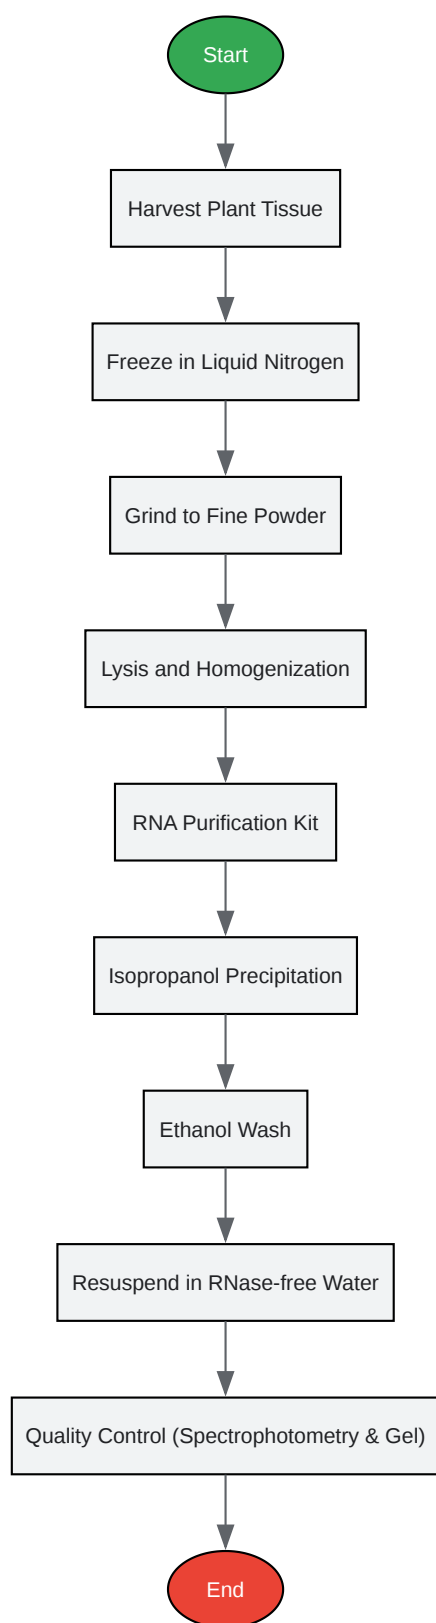 Start
Harvest Plant Tissue
Freeze in Liquid Nitrogen
Grind to Fine Powder
Lysis and Homogenization
RNA Purification Kit
Isopropanol Precipitation
Ethanol Wash
Resuspend in RNase-free Water
Quality Control (Spectrophotometry & Gel)
End